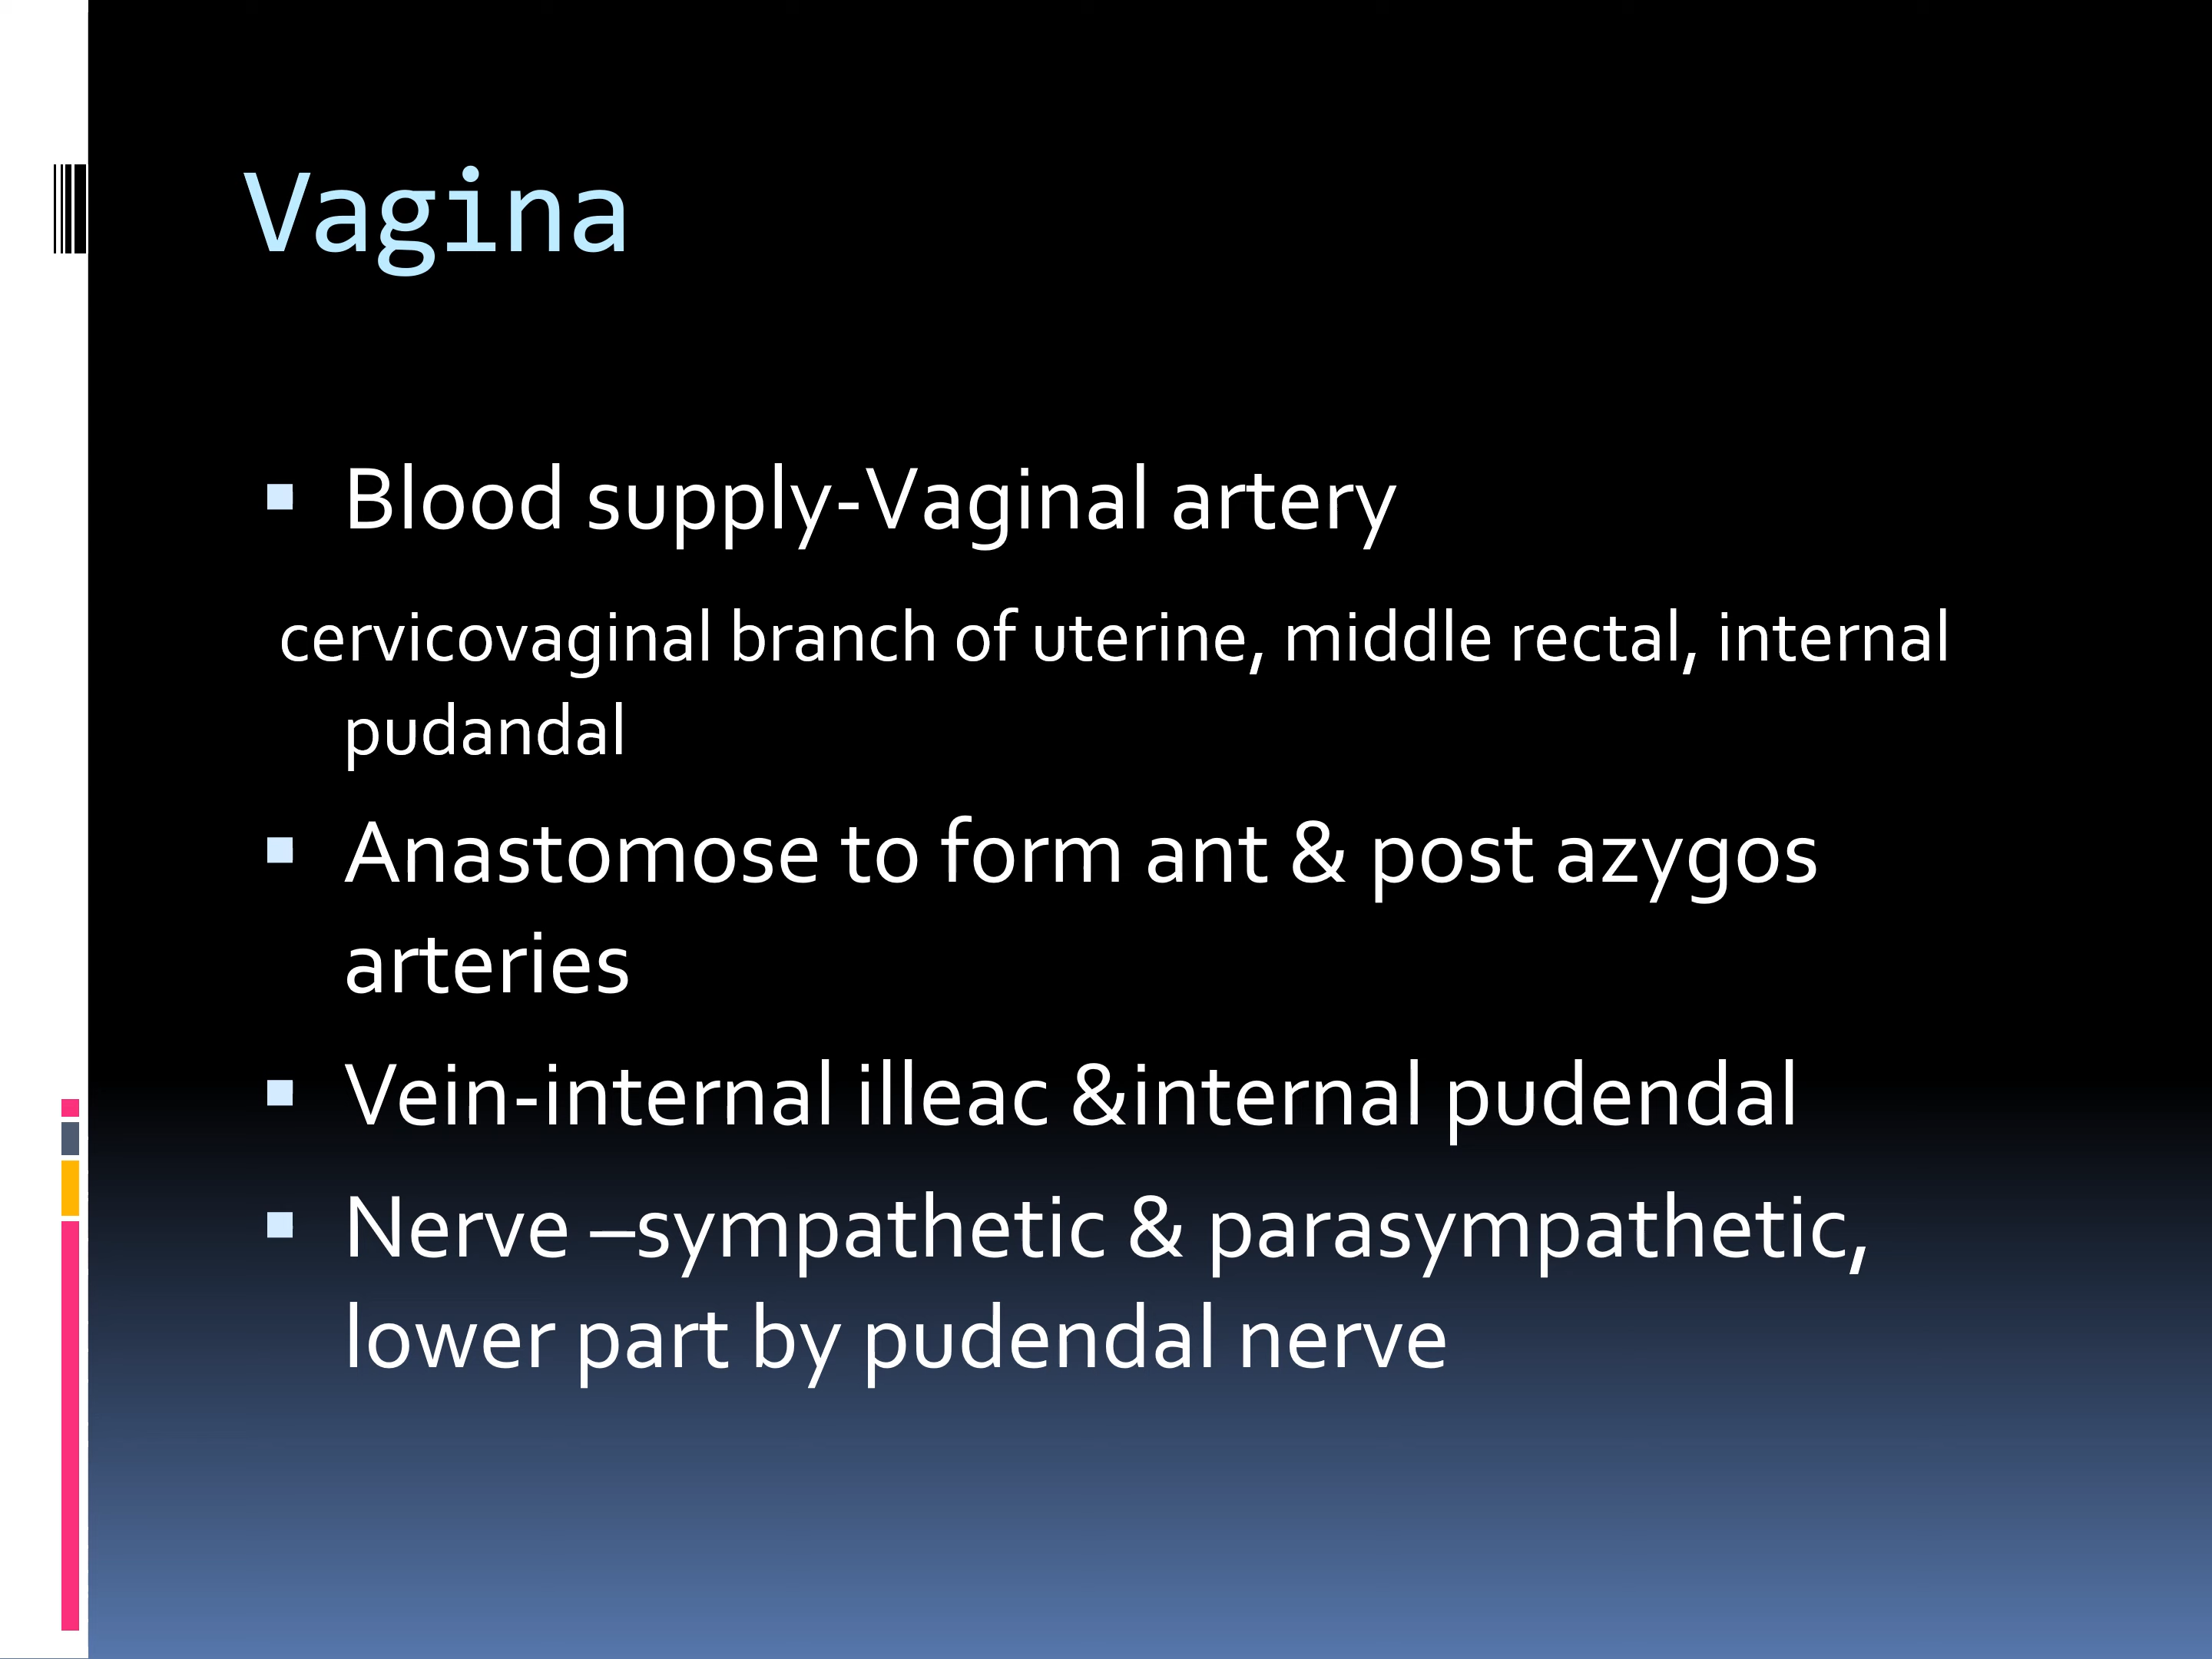 Vagina
Blood supply-Vaginal artery
cervicovaginal branch of uterine, middle rectal, internal
pudandal
Anastomose to form ant & post azygos
arteries
Vein-internal illeac &internal pudendal
Nerve –sympathetic & parasympathetic,
lower part by pudendal nerve